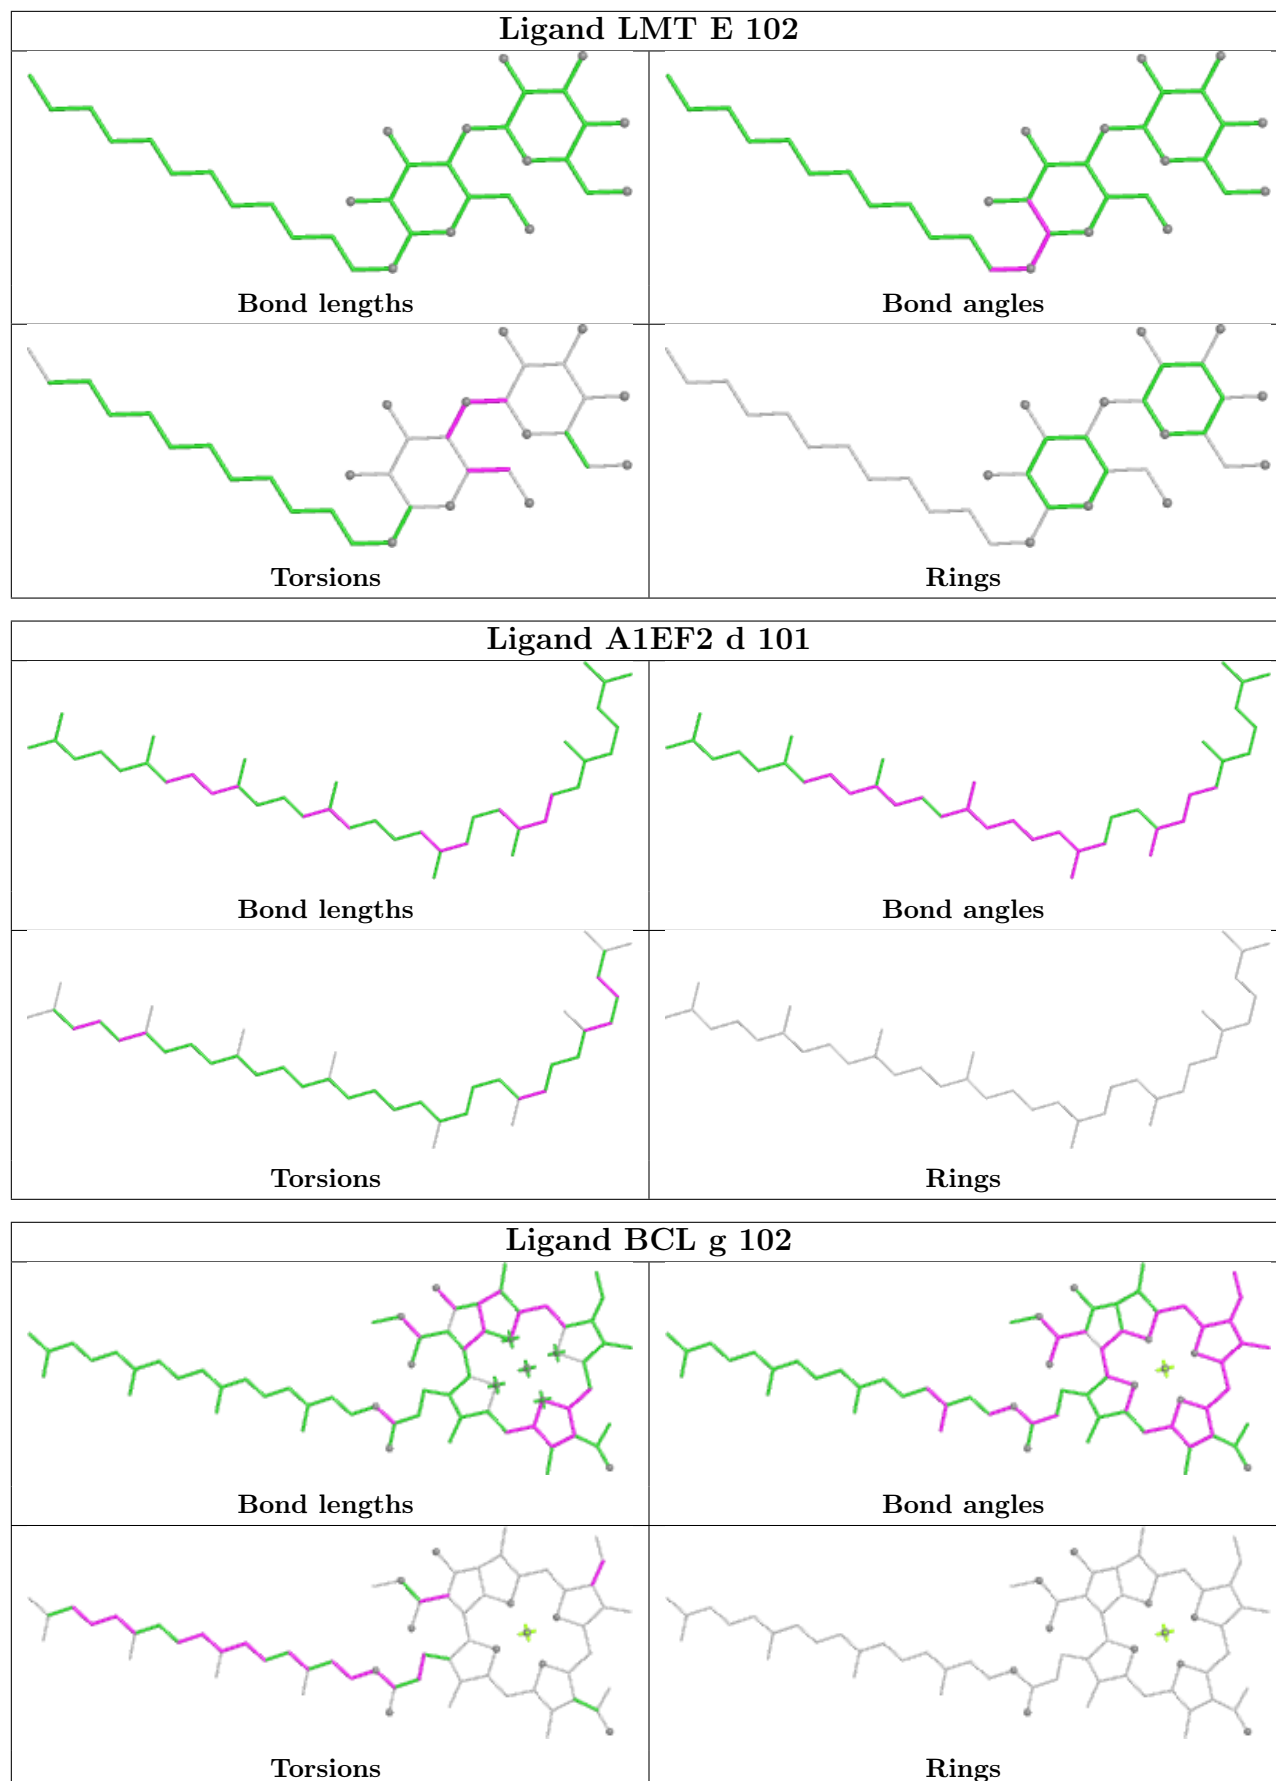 Ligand LMT E 102
Bond lengths
Bond angles
Torsions
Rings
Ligand A1EF2 d 101
Bond lengths
Bond angles
Torsions
Rings
Ligand BCL g 102
Bond lengths
Bond angles
Torsions
Rings